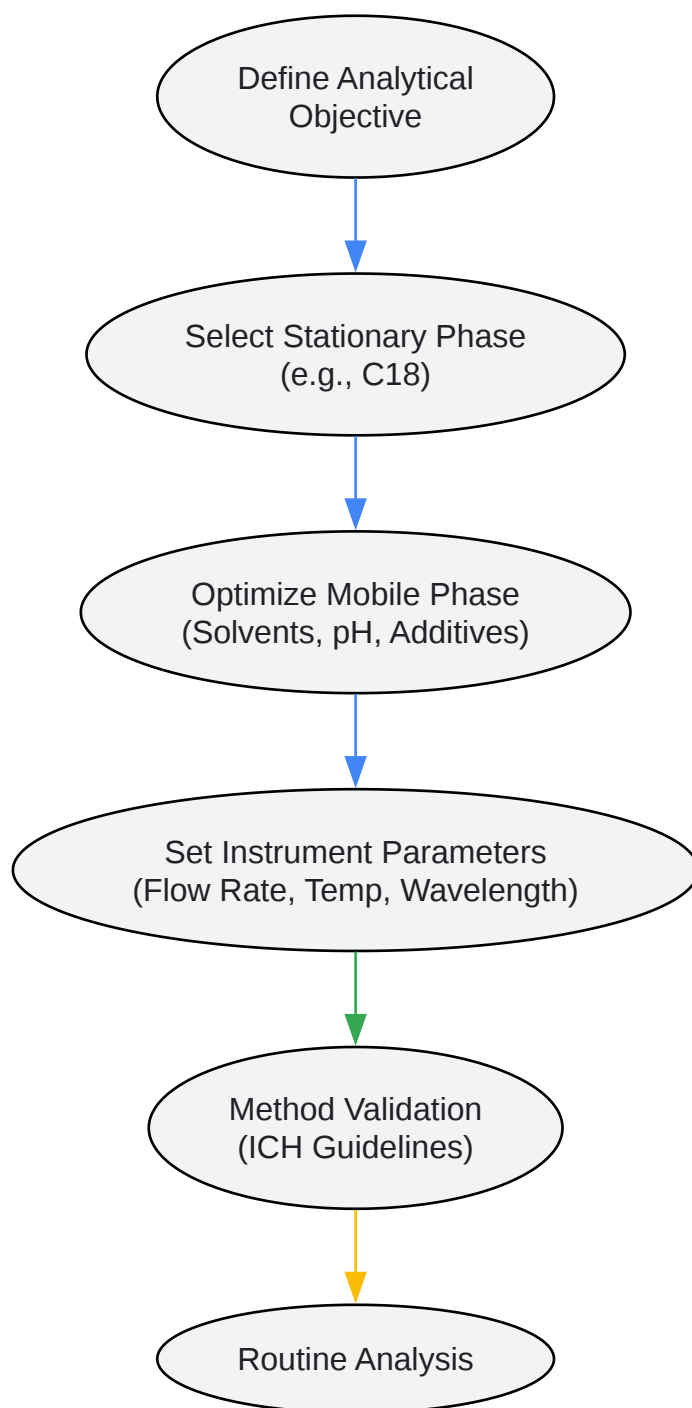 Define Analytical
Objective
Select Stationary Phase
(e.g., C18)
Optimize Mobile Phase
(Solvents, pH, Additives)
Set Instrument Parameters
(Flow Rate, Temp, Wavelength)
Method Validation
(ICH Guidelines)
Routine Analysis